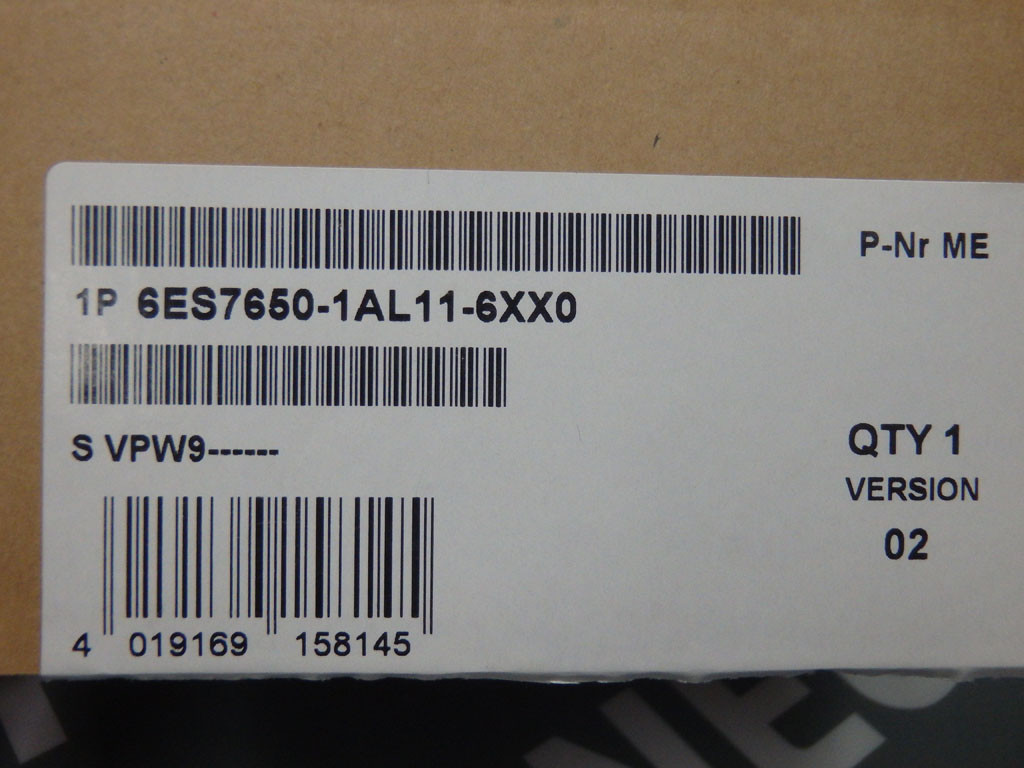 P-Nr ME
1P 6ES7650-1AL11-6XX0
S VPW9------
QTY 1
VERSION
02
4 019169 158145